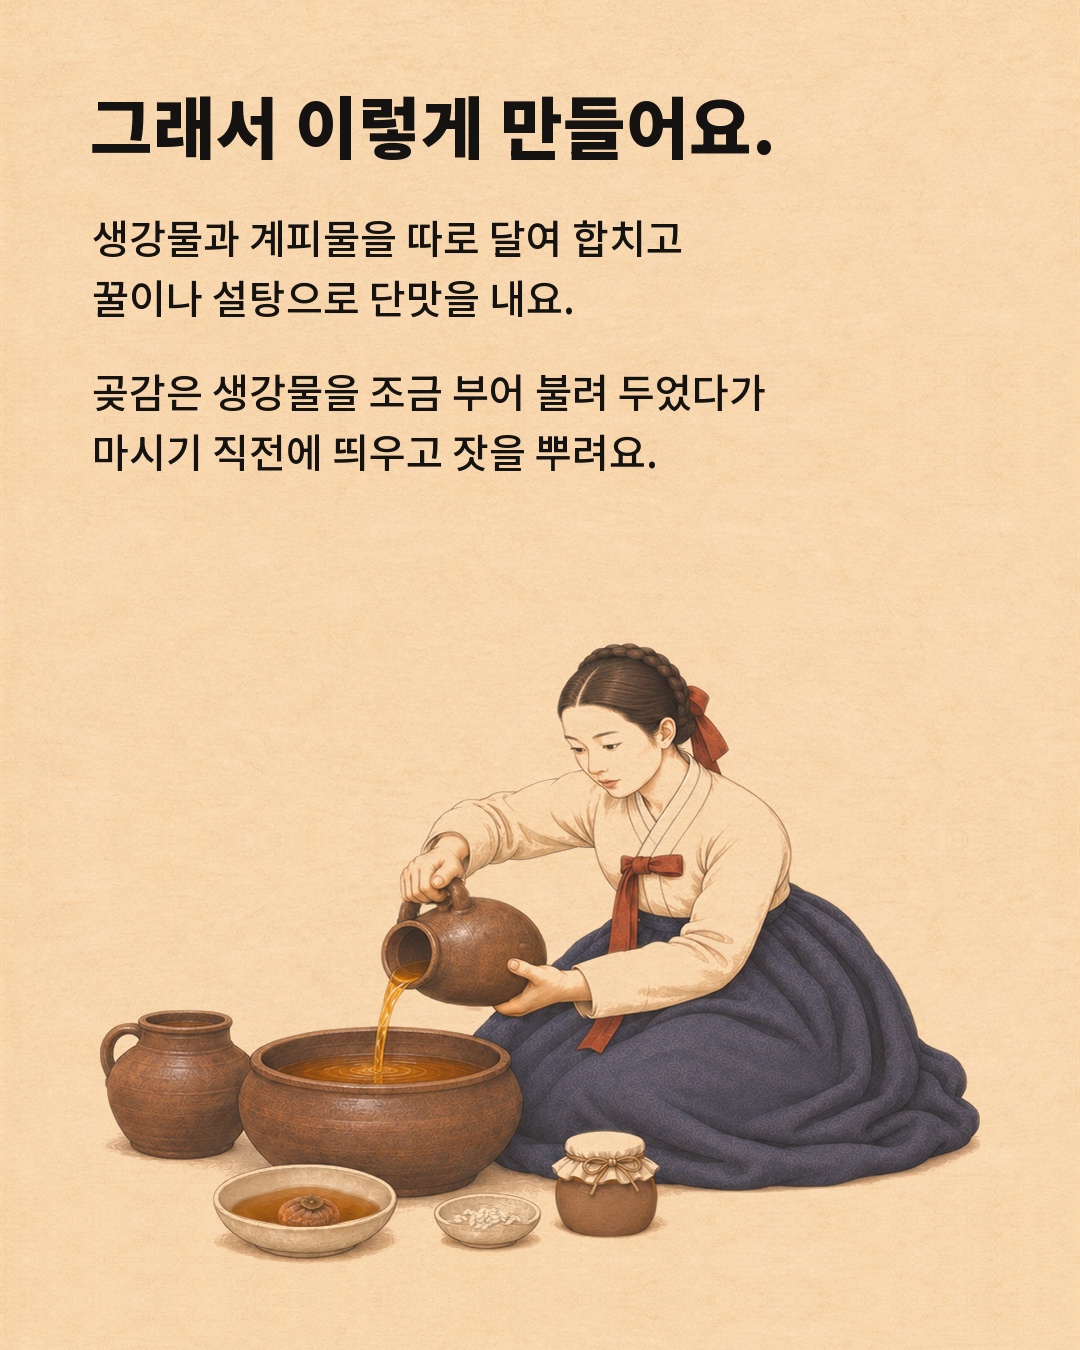 그래서 이렇게 만들어요.
생강물과 계피물을 따로 달여 합치고
꿀이나 설탕으로 단맛을 내요.
곶감은 생강물을 조금 부어 불려 두었다가
마시기 직전에 띄우고 잣을 뿌려요.